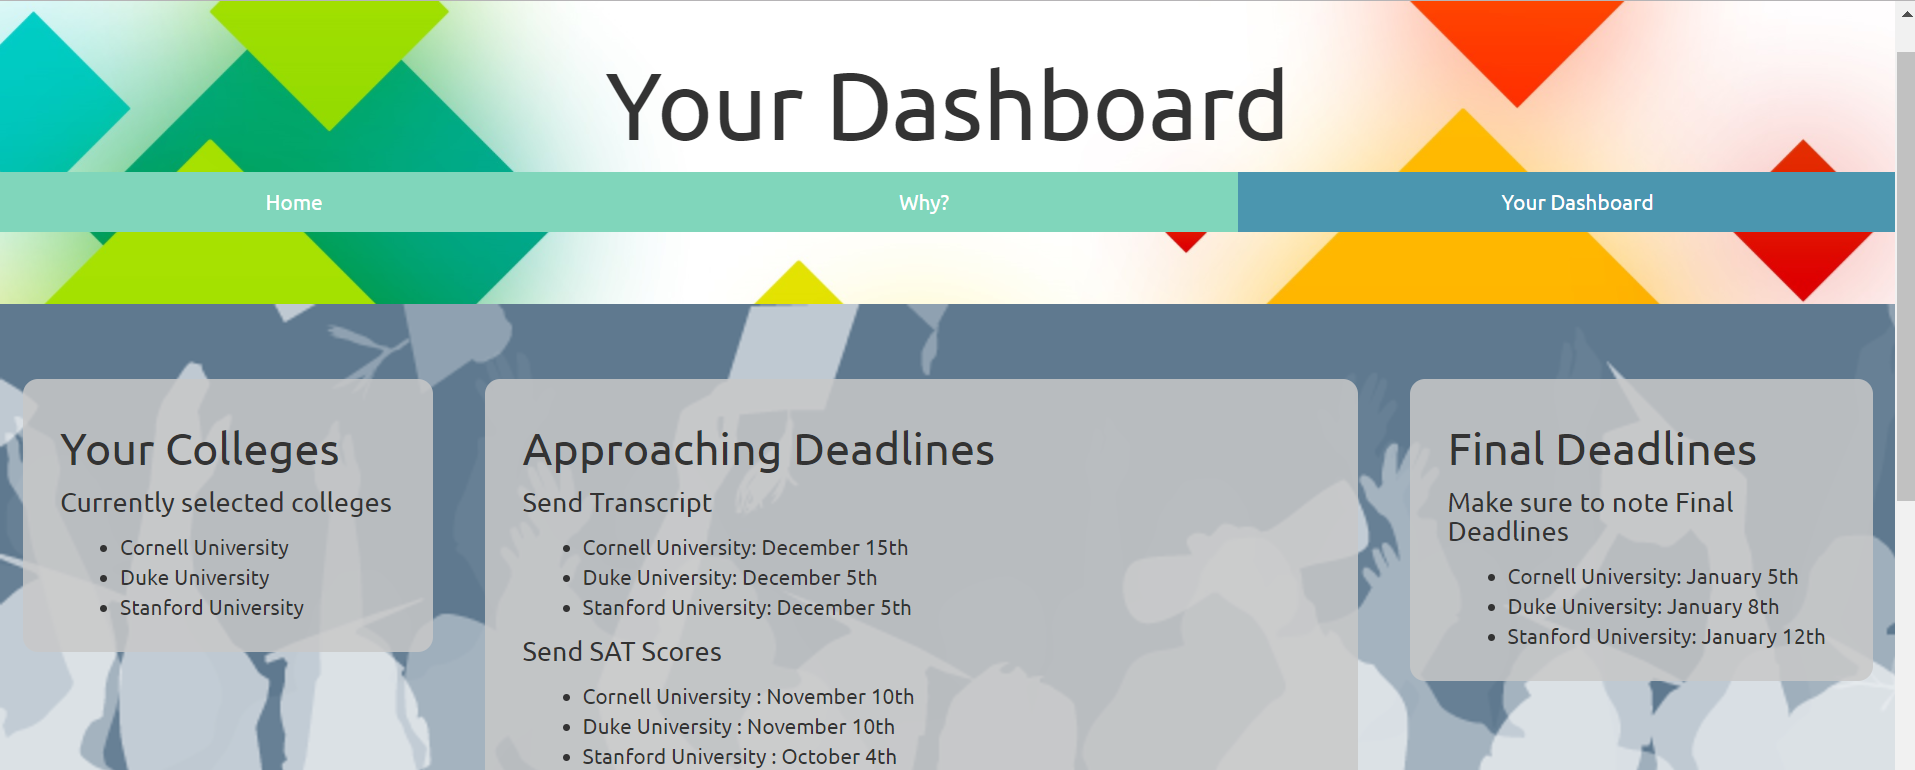 Your Dashboard
Home
Why?
Your Dashboard
Your Colleges
Currently selected colleges
Cornell University
Duke University
Stanford University
Approaching Deadlines
Send Transcript
Cornell University: December 15th
Duke University: December 5th
Stanford University: December 5th
Send SAT Scores
Cornell University : November 10th
Duke University : November 10th
Stanford University : October 4th
Final Deadlines
Make sure to note Final
Deadlines
Cornell University: January 5th
Duke University: January 8th
Stanford University: January 12th